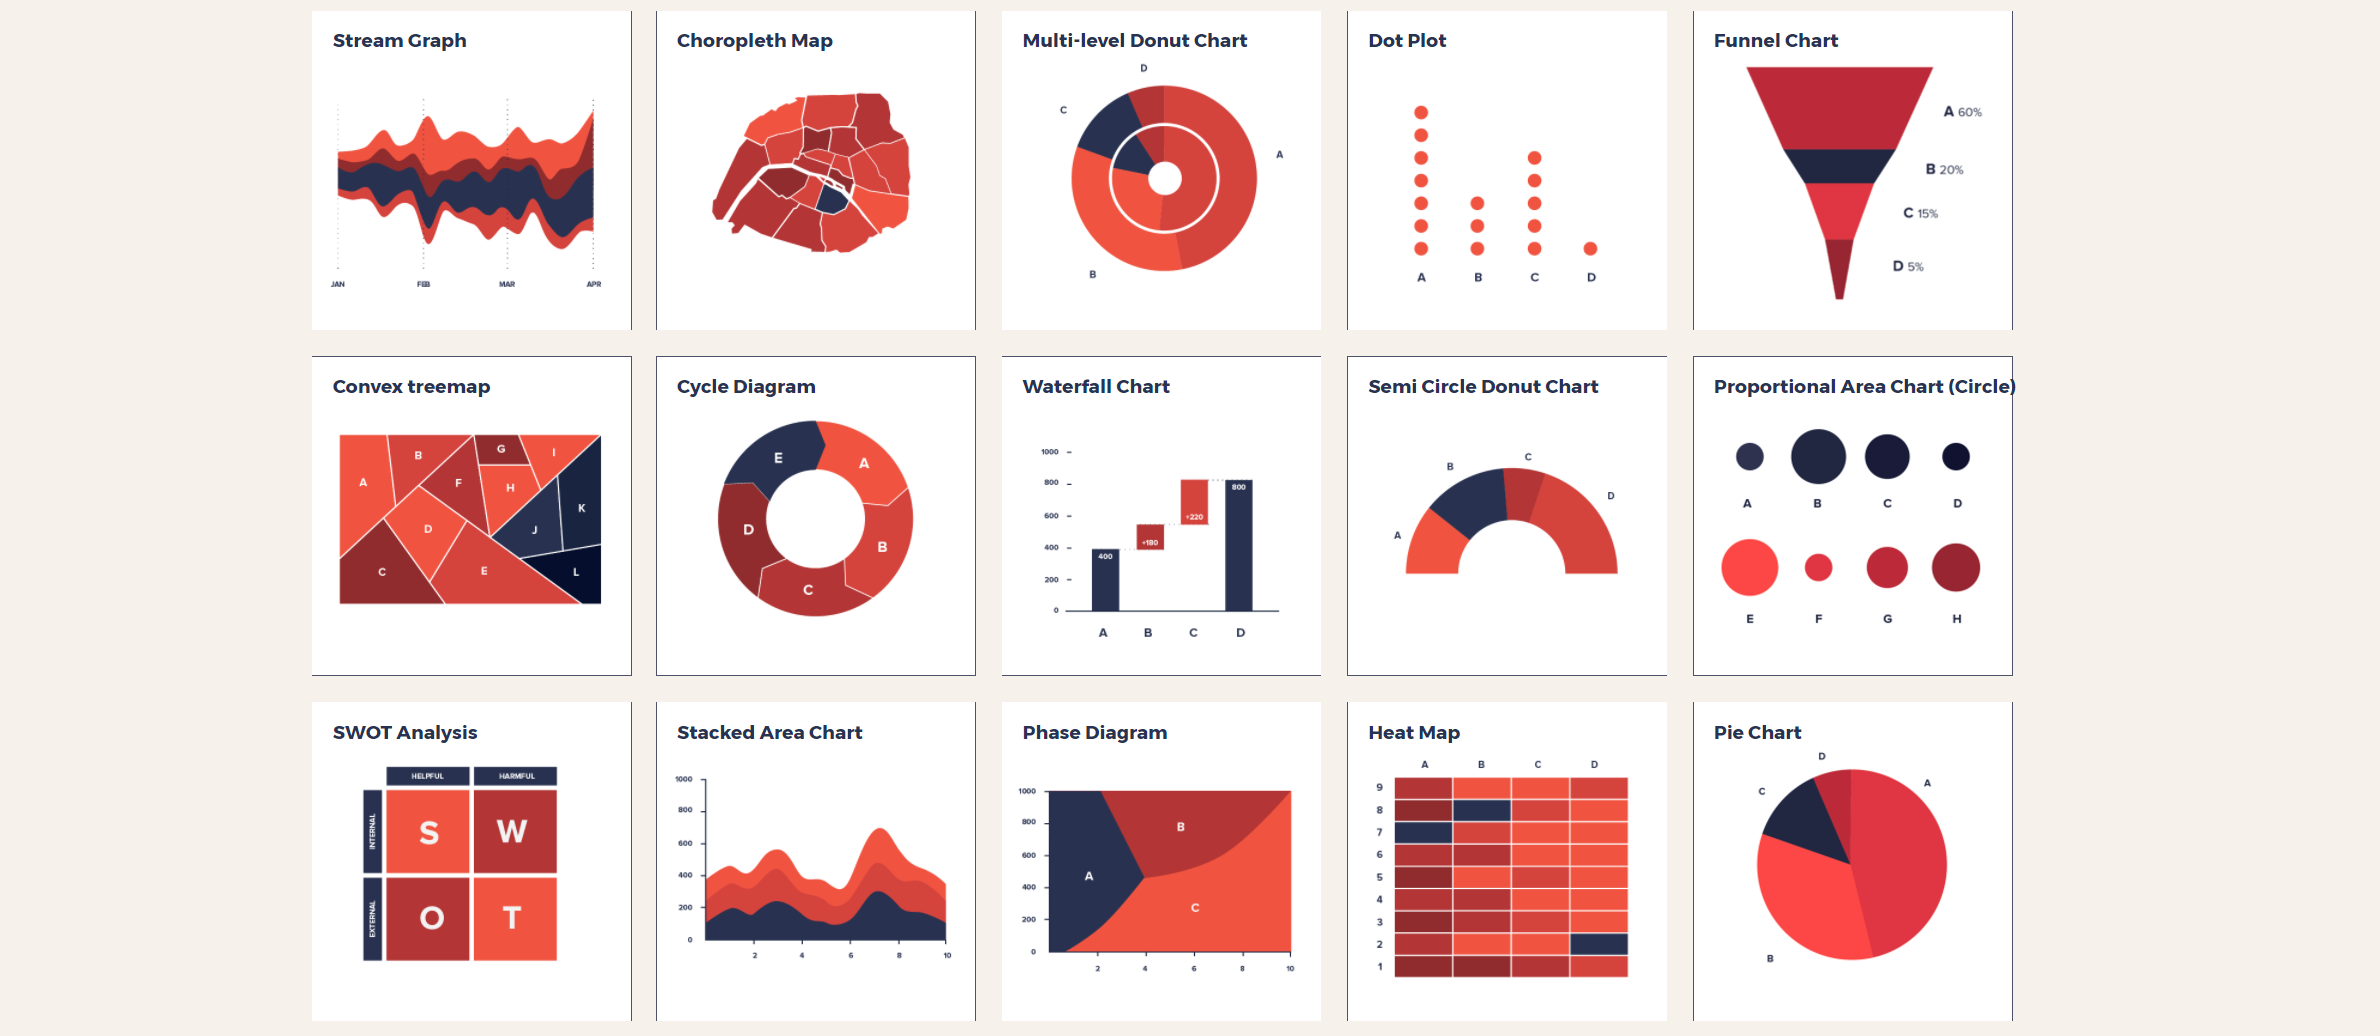 Stream Graph
JAN FEB MAR APR
Choropleth Map
Multi-level Donut Chart
D
C
A
B
Dot Plot
A B C D
Funnel Chart
A 60%
B 20%
C 15%
D 5%
Convex treemap
G
I
B
A
F
H
K
D
J
C
E
L
Cycle Diagram
E
A
D
B
C
Waterfall Chart
1000
800
600
400
200
0
400
+180
+220
800
A B C D
Semi Circle Donut Chart
C
B
D
A
Proportional Area Chart (Circle)
A B C D
E F G H
SWOT Analysis
HELPFUL HARMFUL
INTERNAL
S W
EXTERNAL
O T
Stacked Area Chart
1000
800
600
400
200
0
2 4 6 8 10
Phase Diagram
1000
800
600
400
200
0
B
A
C
2 4 6 8 10
Heat Map
A B C D
9
8
7
6
5
4
3
2
1
Pie Chart
D
A
C
B